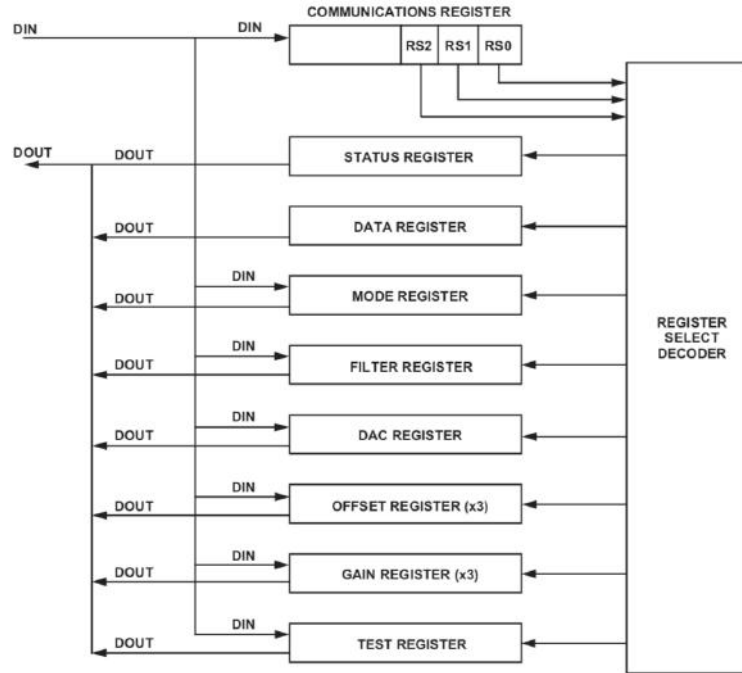 COMMUNICATIONS REGISTER
DIN
DIN
RS2 RS1 RS0
DOUT
DOUT
STATUS REGISTER
DOUT
DATA REGISTER
DIN
MODE REGISTER
DOUT
REGISTER
SELECT
DECODER
DIN
FILTER REGISTER
DOUT
DIN
DAC REGISTER
DOUT
DIN
OFFSET REGISTER (x3)
DOUT
DIN
GAIN REGISTER (x3)
DOUT
DIN
TEST REGISTER
DOUT